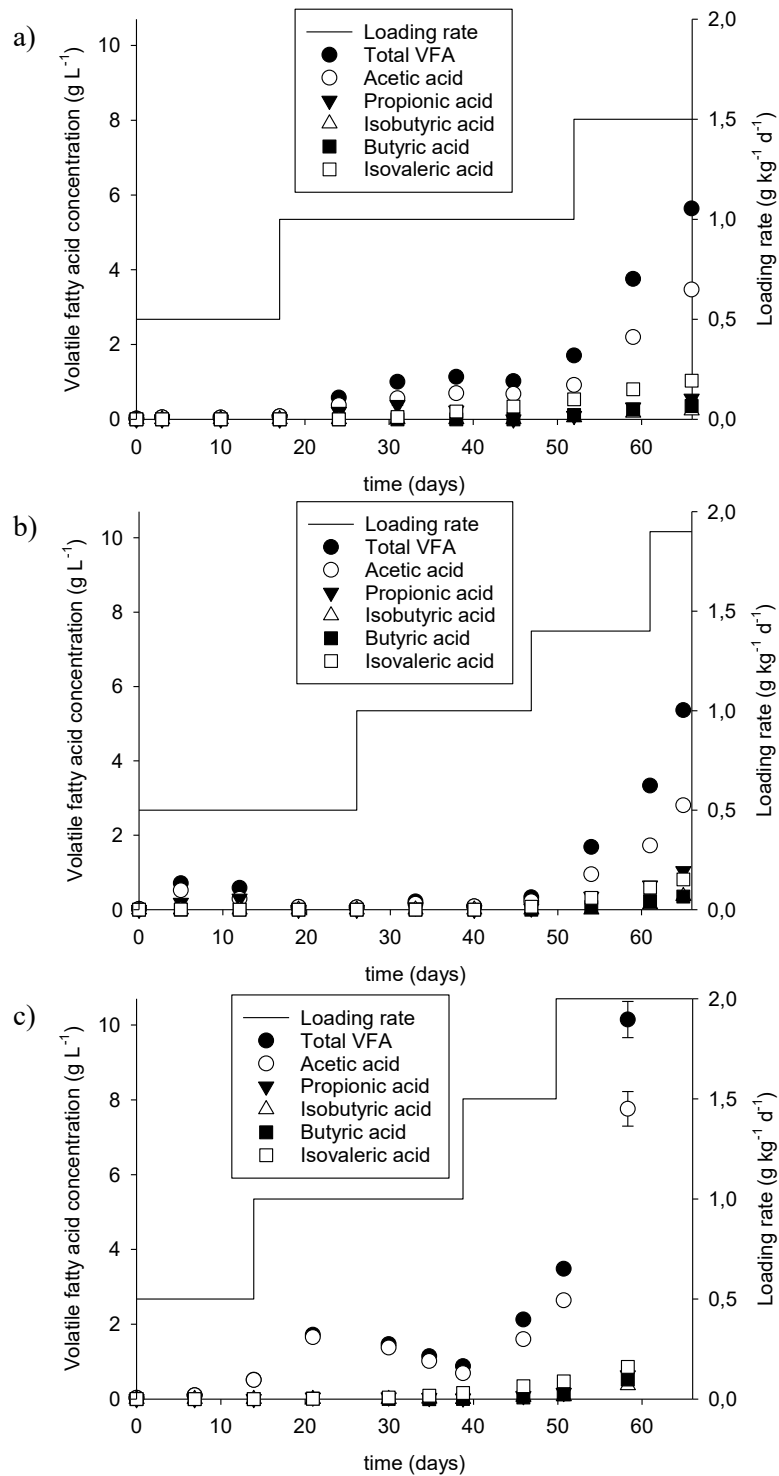 a)
Volatile fatty acid concentration (g L⁻¹)
10
8
6
4
2
0
Loading rate
Total VFA
Acetic acid
Propionic acid
Isobutyric acid
Butyric acid
Isovaleric acid
2,0
1,5
1,0
0,5
0,0
Loading rate (g kg⁻¹ d⁻¹)
0 10 20 30 40 50 60
time (days)
b)
Volatile fatty acid concentration (g L⁻¹)
10
8
6
4
2
0
Loading rate
Total VFA
Acetic acid
Propionic acid
Isobutyric acid
Butyric acid
Isovaleric acid
2,0
1,5
1,0
0,5
0,0
Loading rate (g kg⁻¹ d⁻¹)
0 10 20 30 40 50 60
time (days)
c)
Volatile fatty acid concentration (g L⁻¹)
10
8
6
4
2
0
Loading rate
Total VFA
Acetic acid
Propionic acid
Isobutyric acid
Butyric acid
Isovaleric acid
2,0
1,5
1,0
0,5
0,0
Loading rate (g kg⁻¹ d⁻¹)
0 10 20 30 40 50 60
time (days)